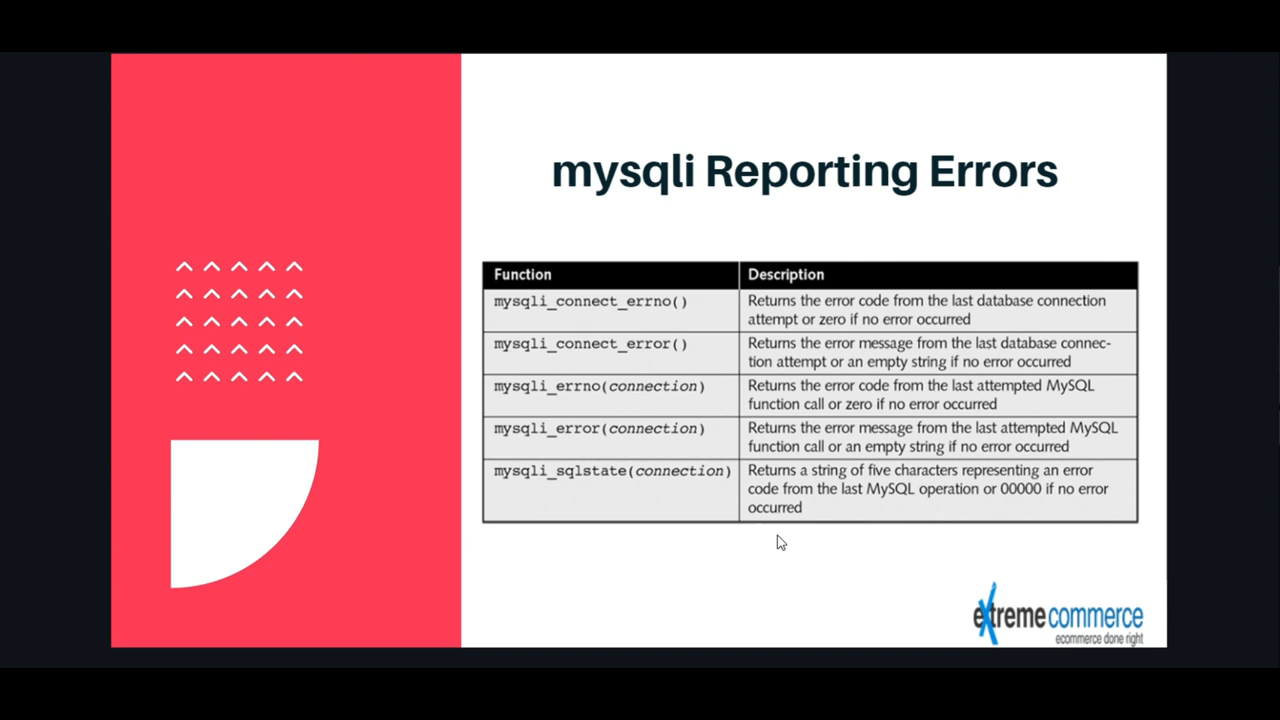 mysqli Reporting Errors
Function Description
mysqli_connect_errno() Returns the error code from the last database connection
attempt or zero if no error occurred
mysqli_connect_error() Returns the error message from the last database connec-
tion attempt or an empty string if no error occurred
mysqli_errno(connection) Returns the error code from the last attempted MySQL
function call or zero if no error occurred
mysqli_error(connection) Returns the error message from the last attempted MySQL
function call or an empty string if no error occurred
mysqli_sqlstate(connection) Returns a string of five characters representing an error
code from the last MySQL operation or 00000 if no error
occurred
extreme commerce
ecommerce done right